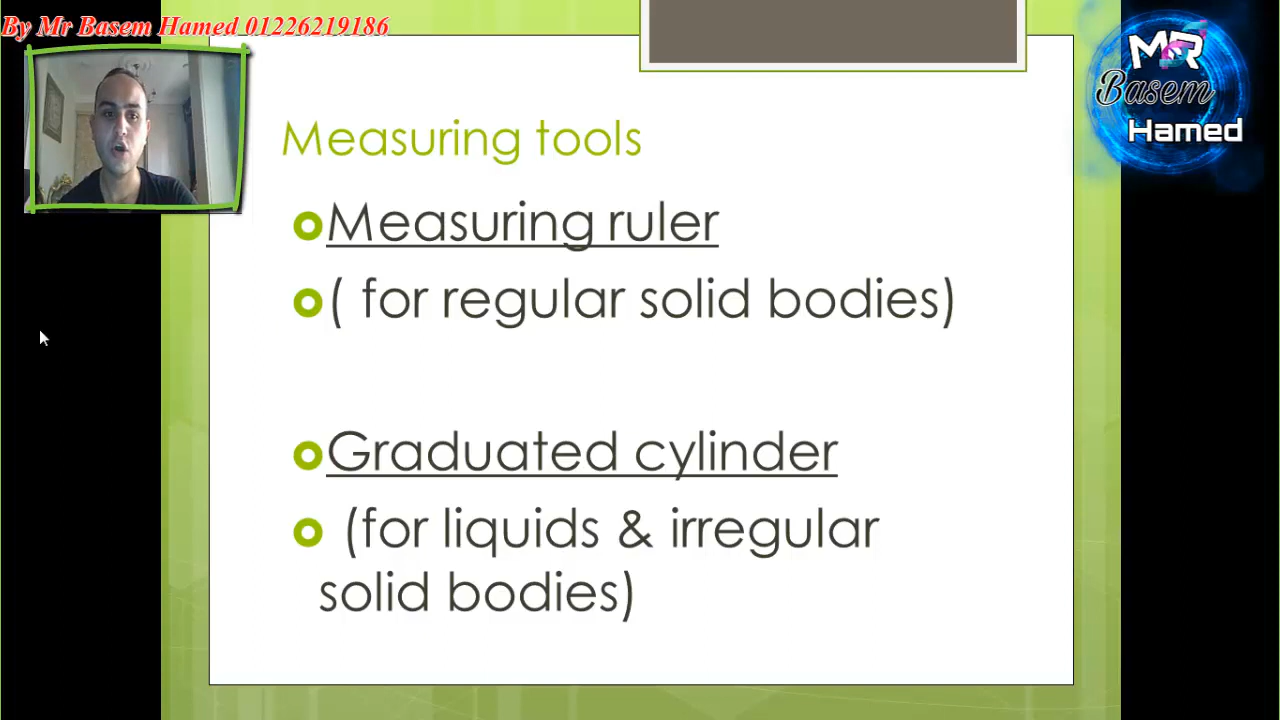 By Mr Basem Hamed 01226219186
MR
Basem
Hamed
Measuring tools
Measuring ruler
( for regular solid bodies)
Graduated cylinder
(for liquids & irregular
solid bodies)